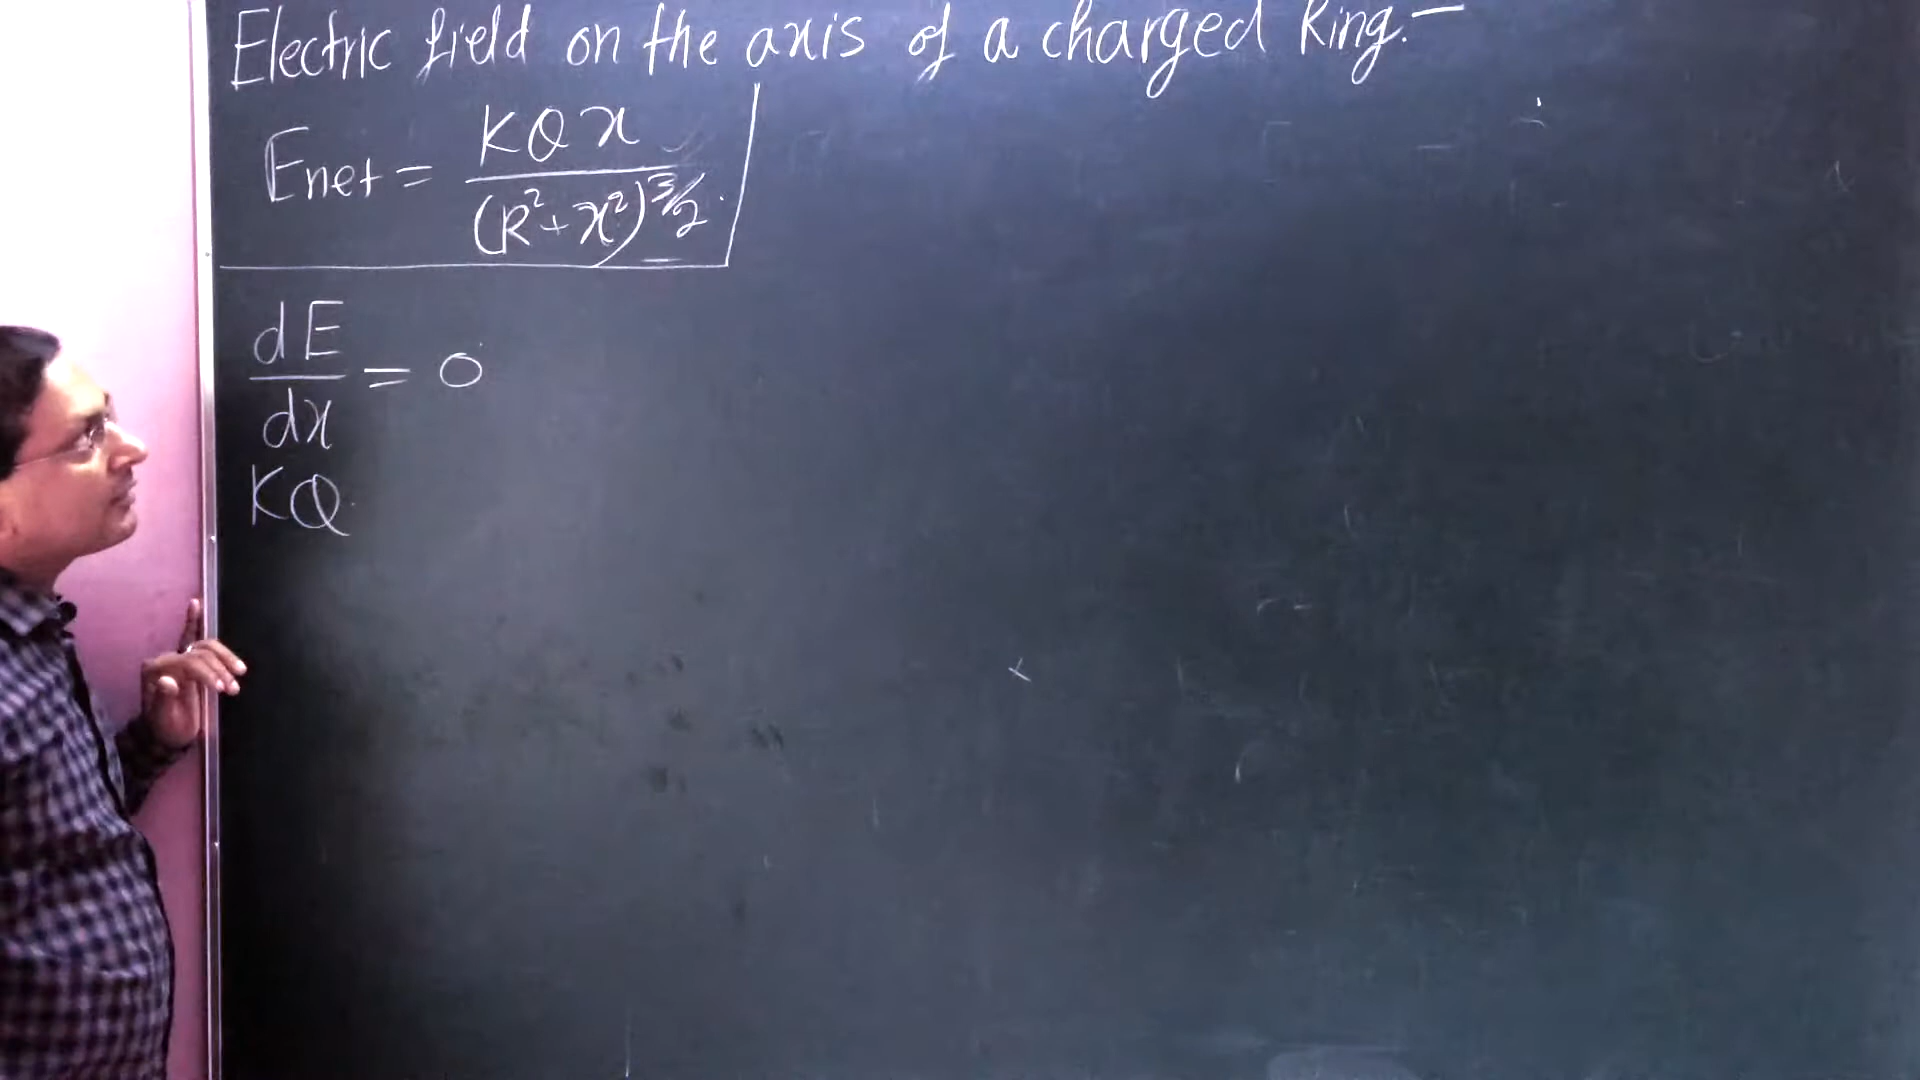 Electric field on the axis of a charged Ring:-
Enet = KQx / (R²+x²)^3/2
dE/dx = 0
KQ